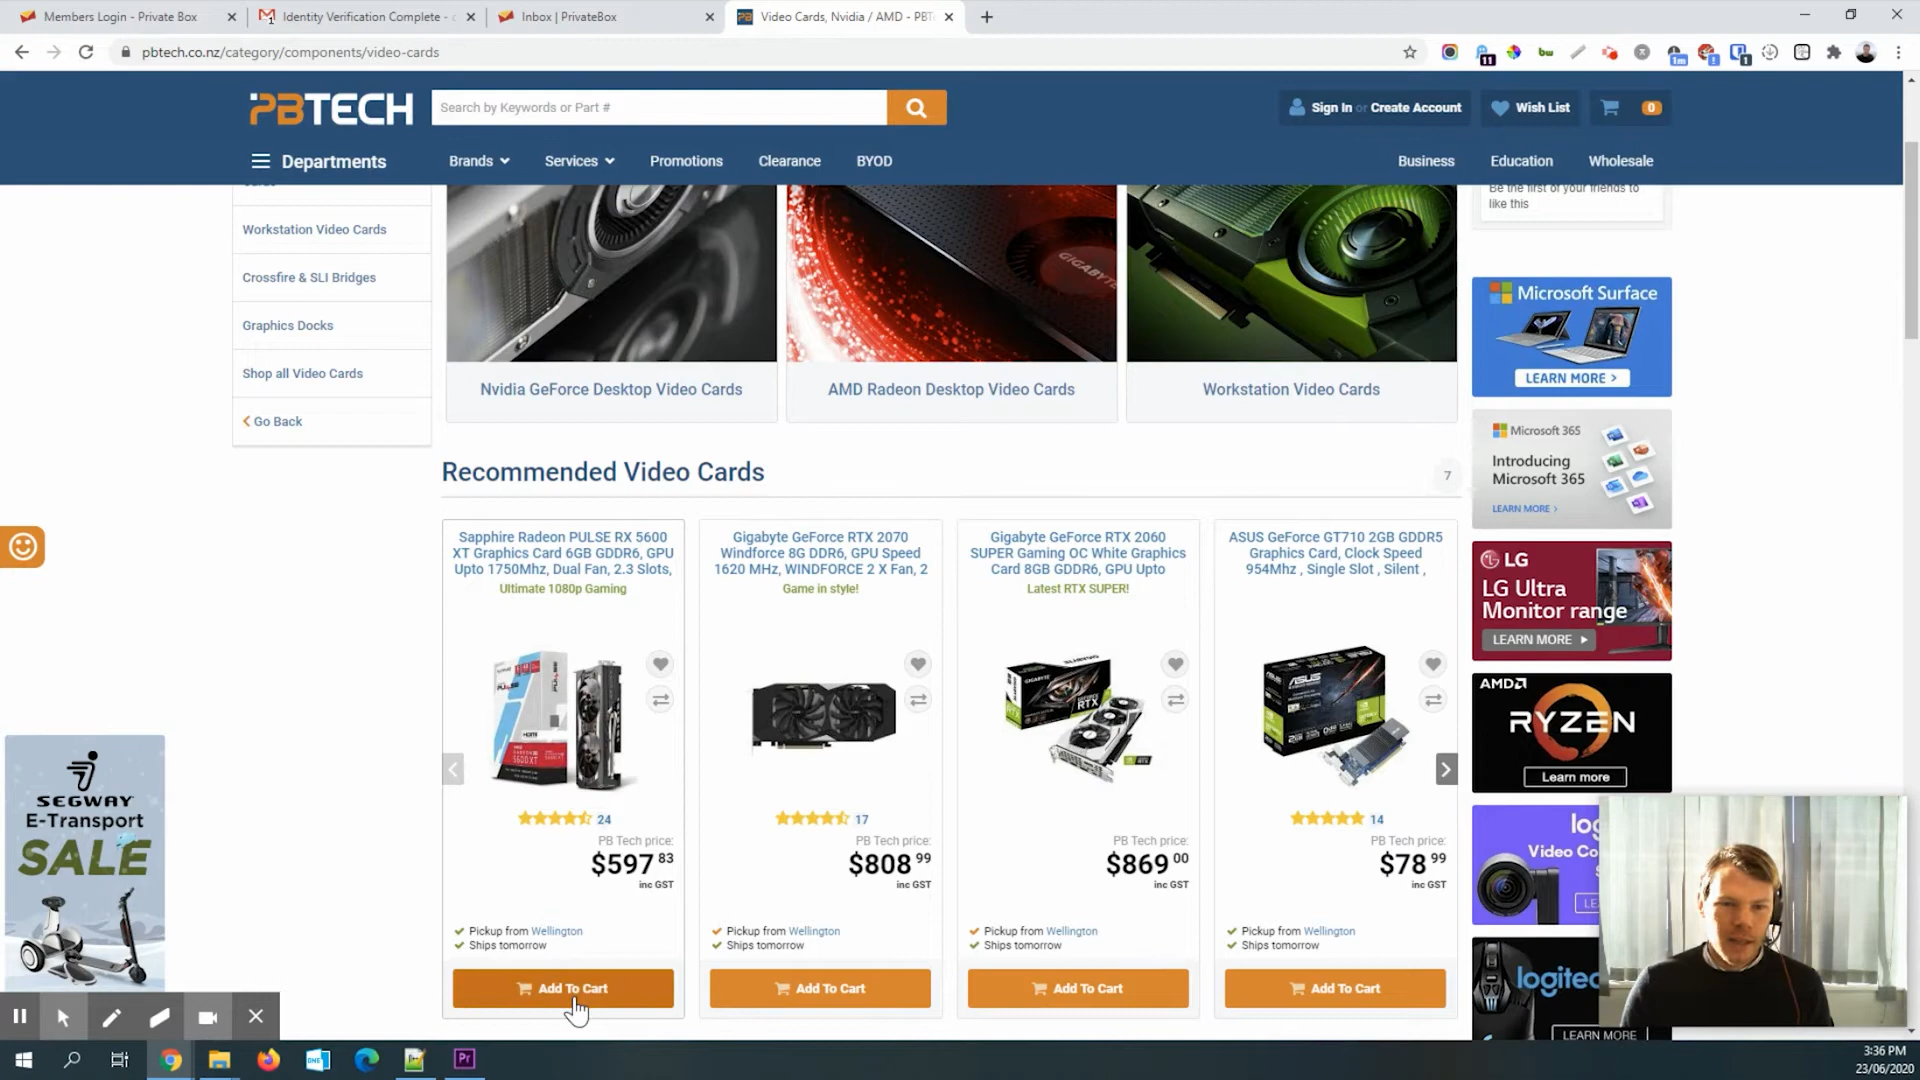 Members Login - Private Box
Identity Verification Complete -
Inbox | PrivateBox
Video Cards, Nvidia / AMD - PBT
pbtech.co.nz/category/components/video-cards
11
1m
1
PBTECH
Search by Keywords or Part #
Sign In or Create Account
Wish List
0
Departments
Brands
Services
Promotions
Clearance
BYOD
Business
Education
Wholesale
Workstation Video Cards
Crossfire & SLI Bridges
Graphics Docks
Shop all Video Cards
Go Back
GIGABYTE
Nvidia GeForce Desktop Video Cards
AMD Radeon Desktop Video Cards
Workstation Video Cards
Be the first of your friends to
like this
Microsoft Surface
LEARN MORE >
Microsoft 365
Introducing
Microsoft 365
LEARN MORE >
LG
LG Ultra
Monitor range
LEARN MORE
AMD
RYZEN
Learn more
Video Co
logitec
LEARN MORE
Recommended Video Cards
7
Sapphire Radeon PULSE RX 5600
XT Graphics Card 6GB GDDR6, GPU
Upto 1750Mhz, Dual Fan, 2.3 Slots,
Ultimate 1080p Gaming
24
PB Tech price:
$597 83
inc GST
Pickup from Wellington
Ships tomorrow
Add To Cart
Gigabyte GeForce RTX 2070
Windforce 8G DDR6, GPU Speed
1620 MHz, WINDFORCE 2 X Fan, 2
Game in style!
17
PB Tech price:
$808 99
inc GST
Pickup from Wellington
Ships tomorrow
Add To Cart
Gigabyte GeForce RTX 2060
SUPER Gaming OC White Graphics
Card 8GB GDDR6, GPU Upto
Latest RTX SUPER!
PB Tech price:
$869 00
inc GST
Pickup from Wellington
Ships tomorrow
Add To Cart
ASUS GeForce GT710 2GB GDDR5
Graphics Card, Clock Speed
954Mhz , Single Slot , Silent ,
14
PB Tech price:
$78 99
inc GST
Pickup from Wellington
Ships tomorrow
Add To Cart
SEGWAY
E-Transport
SALE
3:36 PM
23/06/2020